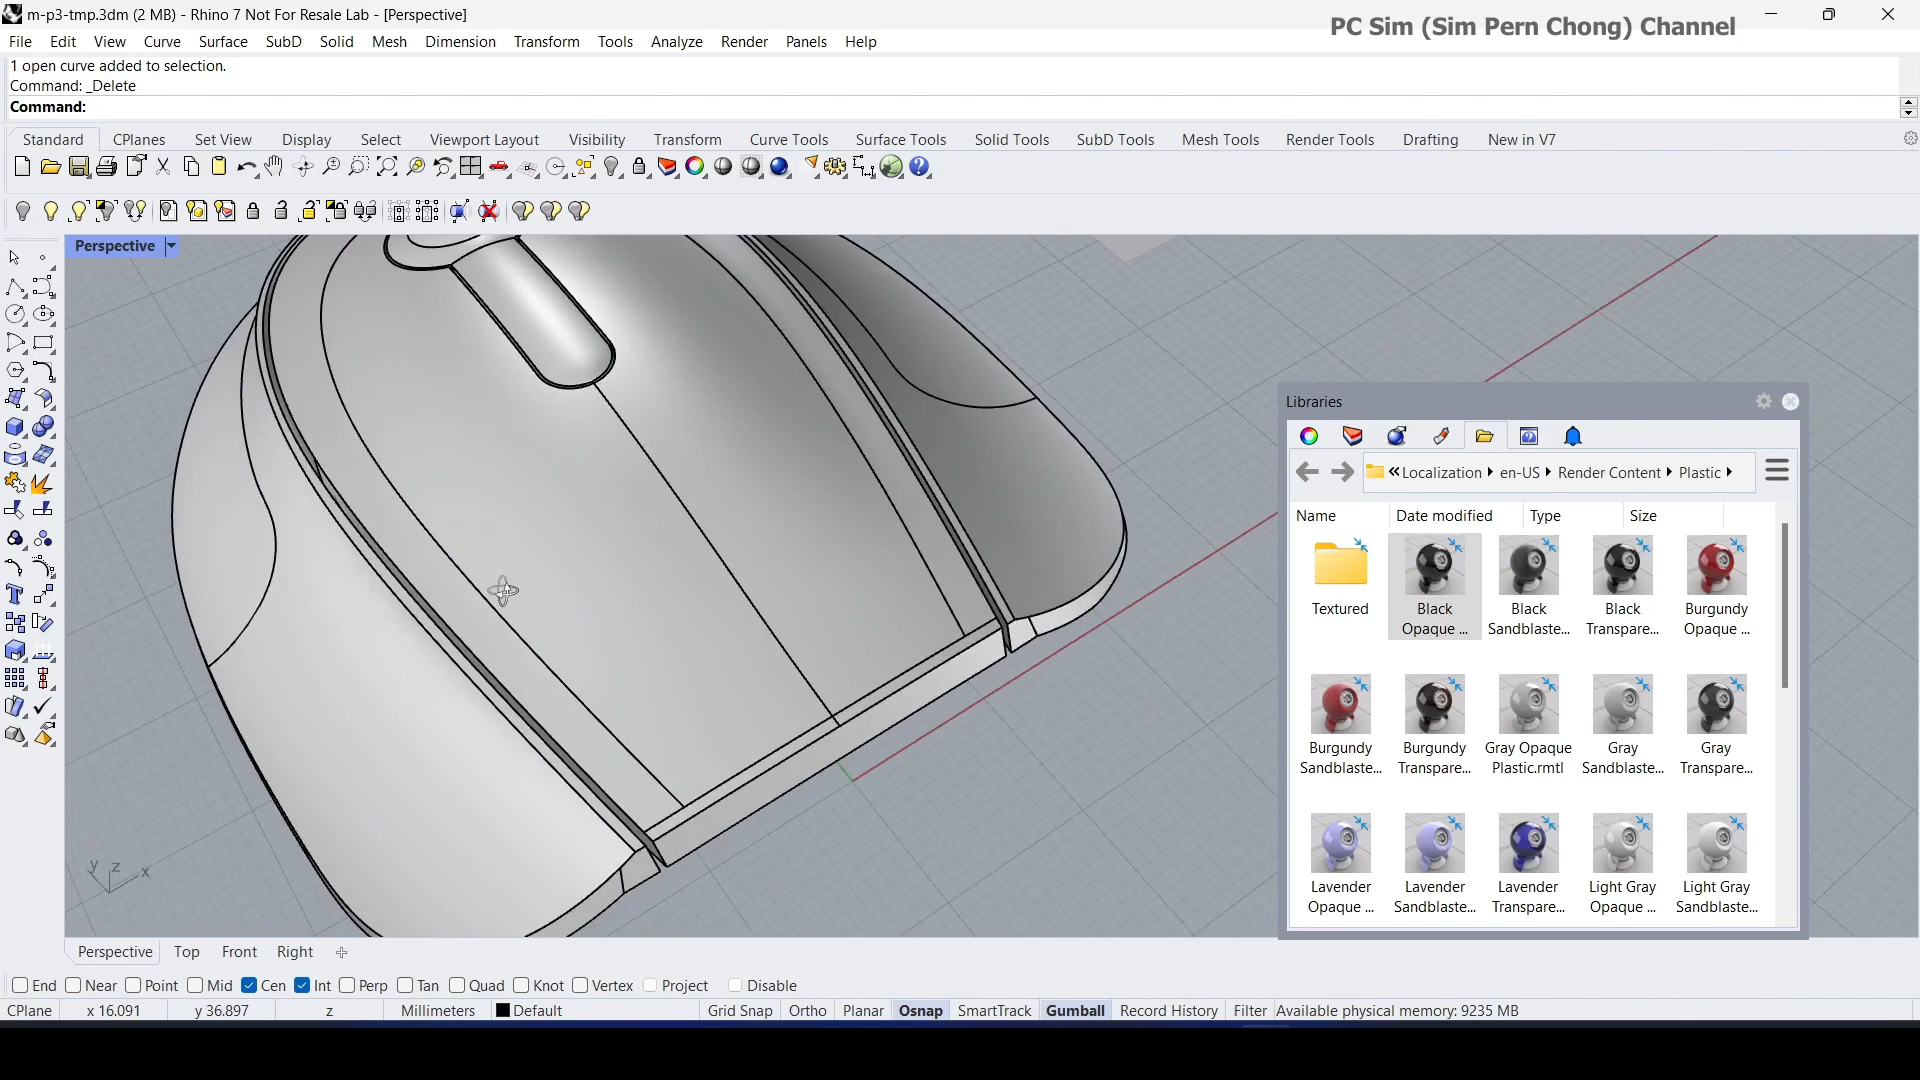 m-p3-tmp.3dm (2 MB) - Rhino 7 Not For Resale Lab - [Perspective]
PC Sim (Sim Pern Chong) Channel
File Edit View Curve Surface SubD Solid Mesh Dimension Transform Tools Analyze Render Panels Help
1 open curve added to selection.
Command: _Delete
Command:
Standard CPlanes Set View Display Select Viewport Layout Visibility Transform Curve Tools Surface Tools Solid Tools SubD Tools Mesh Tools Render Tools Drafting New in V7
Perspective
Libraries
« Localization en-US Render Content Plastic
Name Date modified Type Size
Textured
Black Opaque ...
Black Sandblaste...
Black Transpare...
Burgundy Opaque ...
Burgundy Sandblaste...
Burgundy Transpare...
Gray Opaque Plastic.rmtl
Gray Sandblaste...
Gray Transpare...
Lavender Opaque ...
Lavender Sandblaste...
Lavender Transpare...
Light Gray Opaque ...
Light Gray Sandblaste...
y z x
Perspective Top Front Right
End Near Point Mid Cen Int Perp Tan Quad Knot Vertex Project Disable
CPlane x 16.091 y 36.897 z Millimeters Default Grid Snap Ortho Planar Osnap SmartTrack Gumball Record History Filter Available physical memory: 9235 MB